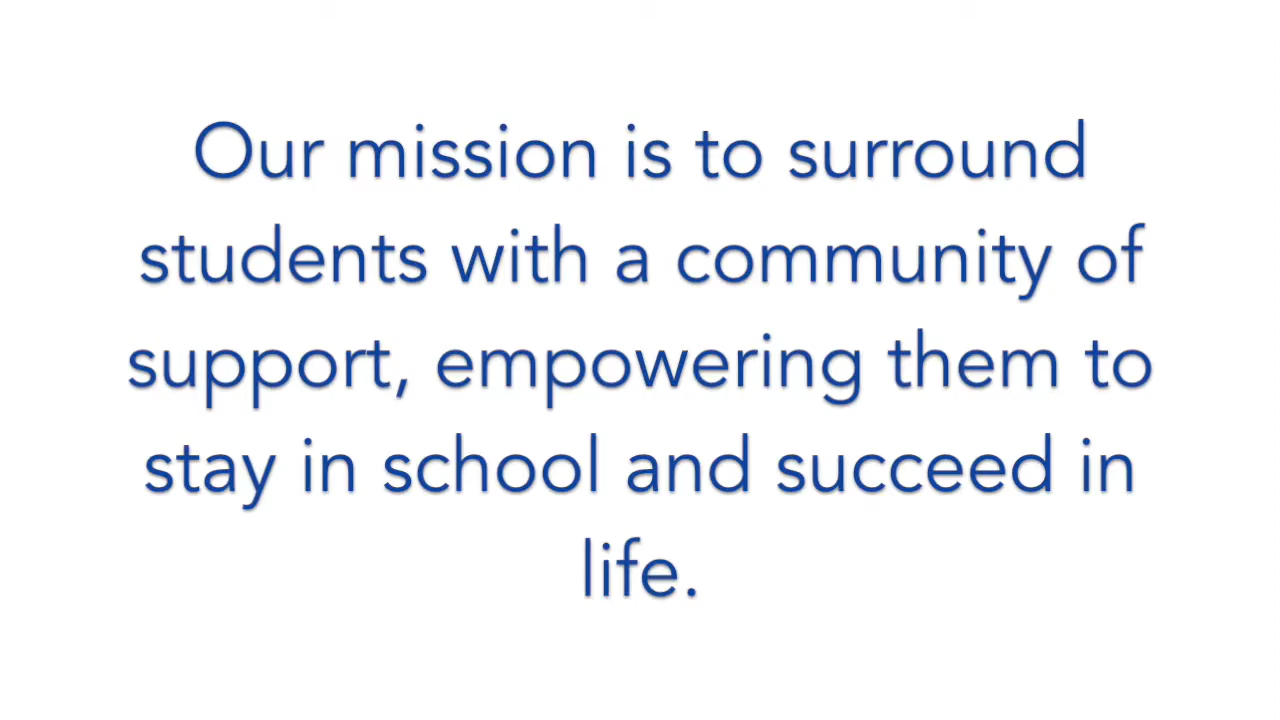 Our mission is to surround
students with a community of
support, empowering them to
stay in school and succeed in
life.